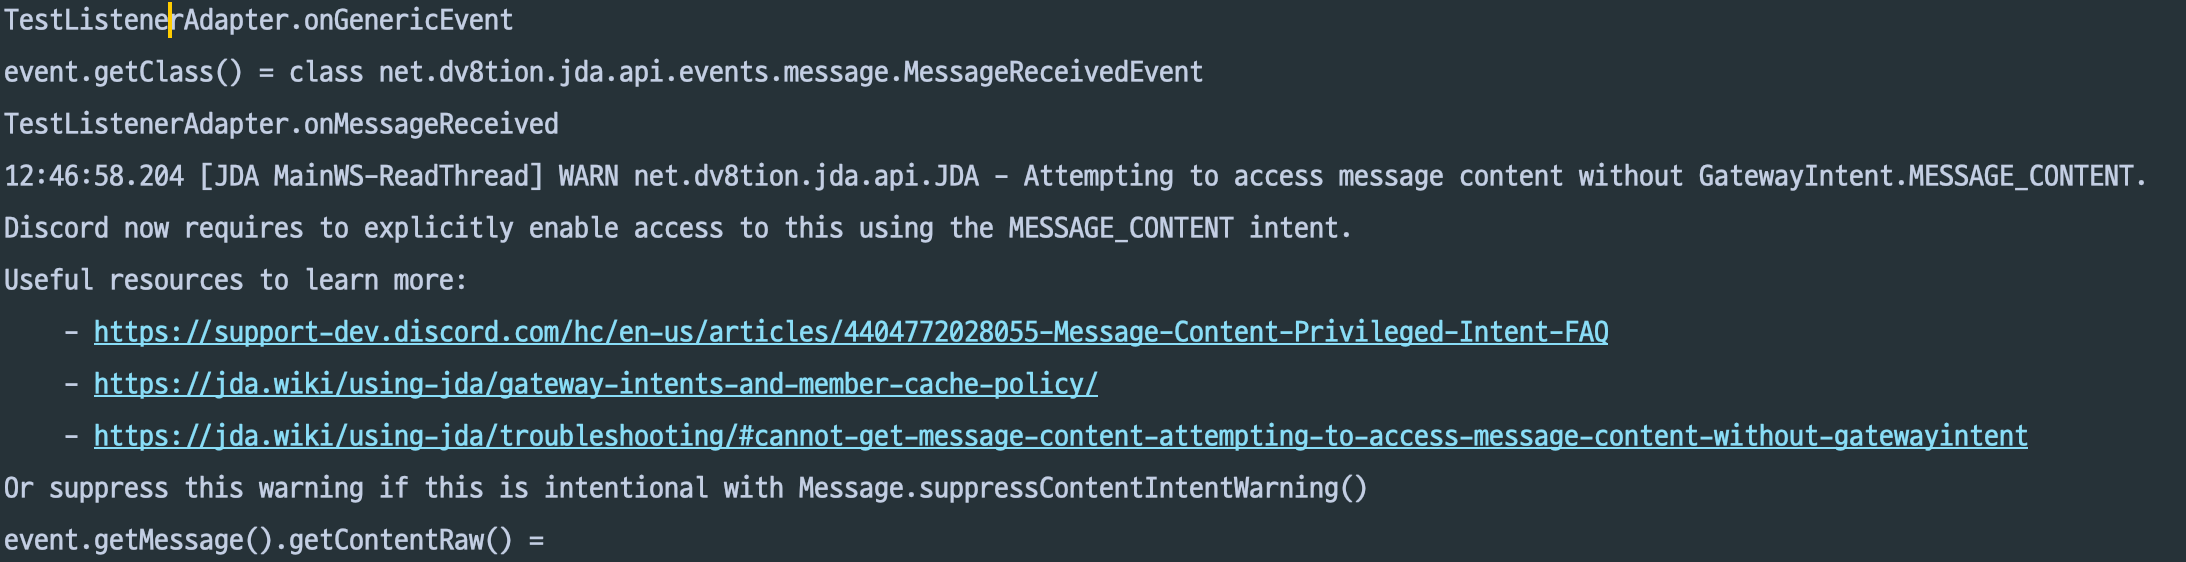 TestListenerAdapter.onGenericEvent
event.getClass() = class net.dv8tion.jda.api.events.message.MessageReceivedEvent
TestListenerAdapter.onMessageReceived
12:46:58.204 [JDA MainWS-ReadThread] WARN net.dv8tion.jda.api.JDA - Attempting to access message content without GatewayIntent.MESSAGE_CONTENT.
Discord now requires to explicitly enable access to this using the MESSAGE_CONTENT intent.
Useful resources to learn more:
    - https://support-dev.discord.com/hc/en-us/articles/4404772028055-Message-Content-Privileged-Intent-FAQ
    - https://jda.wiki/using-jda/gateway-intents-and-member-cache-policy/
    - https://jda.wiki/using-jda/troubleshooting/#cannot-get-message-content-attempting-to-access-message-content-without-gatewayintent
Or suppress this warning if this is intentional with Message.suppressContentIntentWarning()
event.getMessage().getContentRaw() =